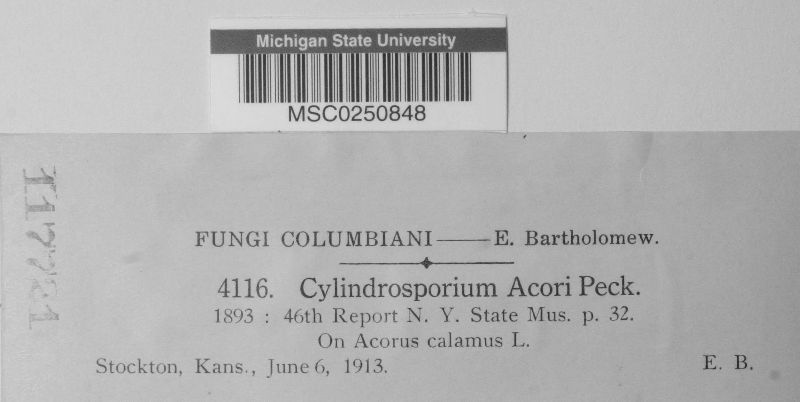 Michigan State University
MSC0250848
FUNGI COLUMBIANI—E. Bartholomew.
4116. Cylindrosporium Acori Peck.
1893 : 46th Report N. Y. State Mus. p. 32.
On Acorus calamus L.
Stockton, Kans., June 6, 1913. E. B.